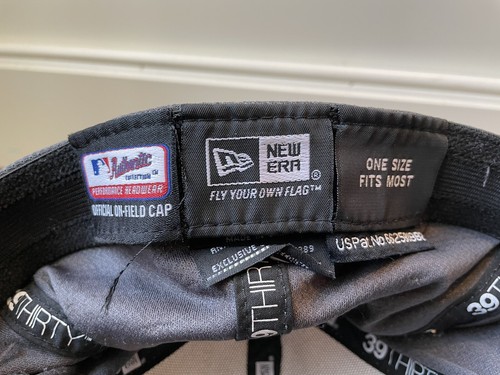 Authentic
Collection™
PERFORMANCE HEADWEAR
OFFICIAL ON-FIELD CAP
NEW
ERA®
FLY YOUR OWN FLAG™
ONE SIZE
FITS MOST
EXCLUSIVE
39THIRTY
39THIRTY
39THIRTY